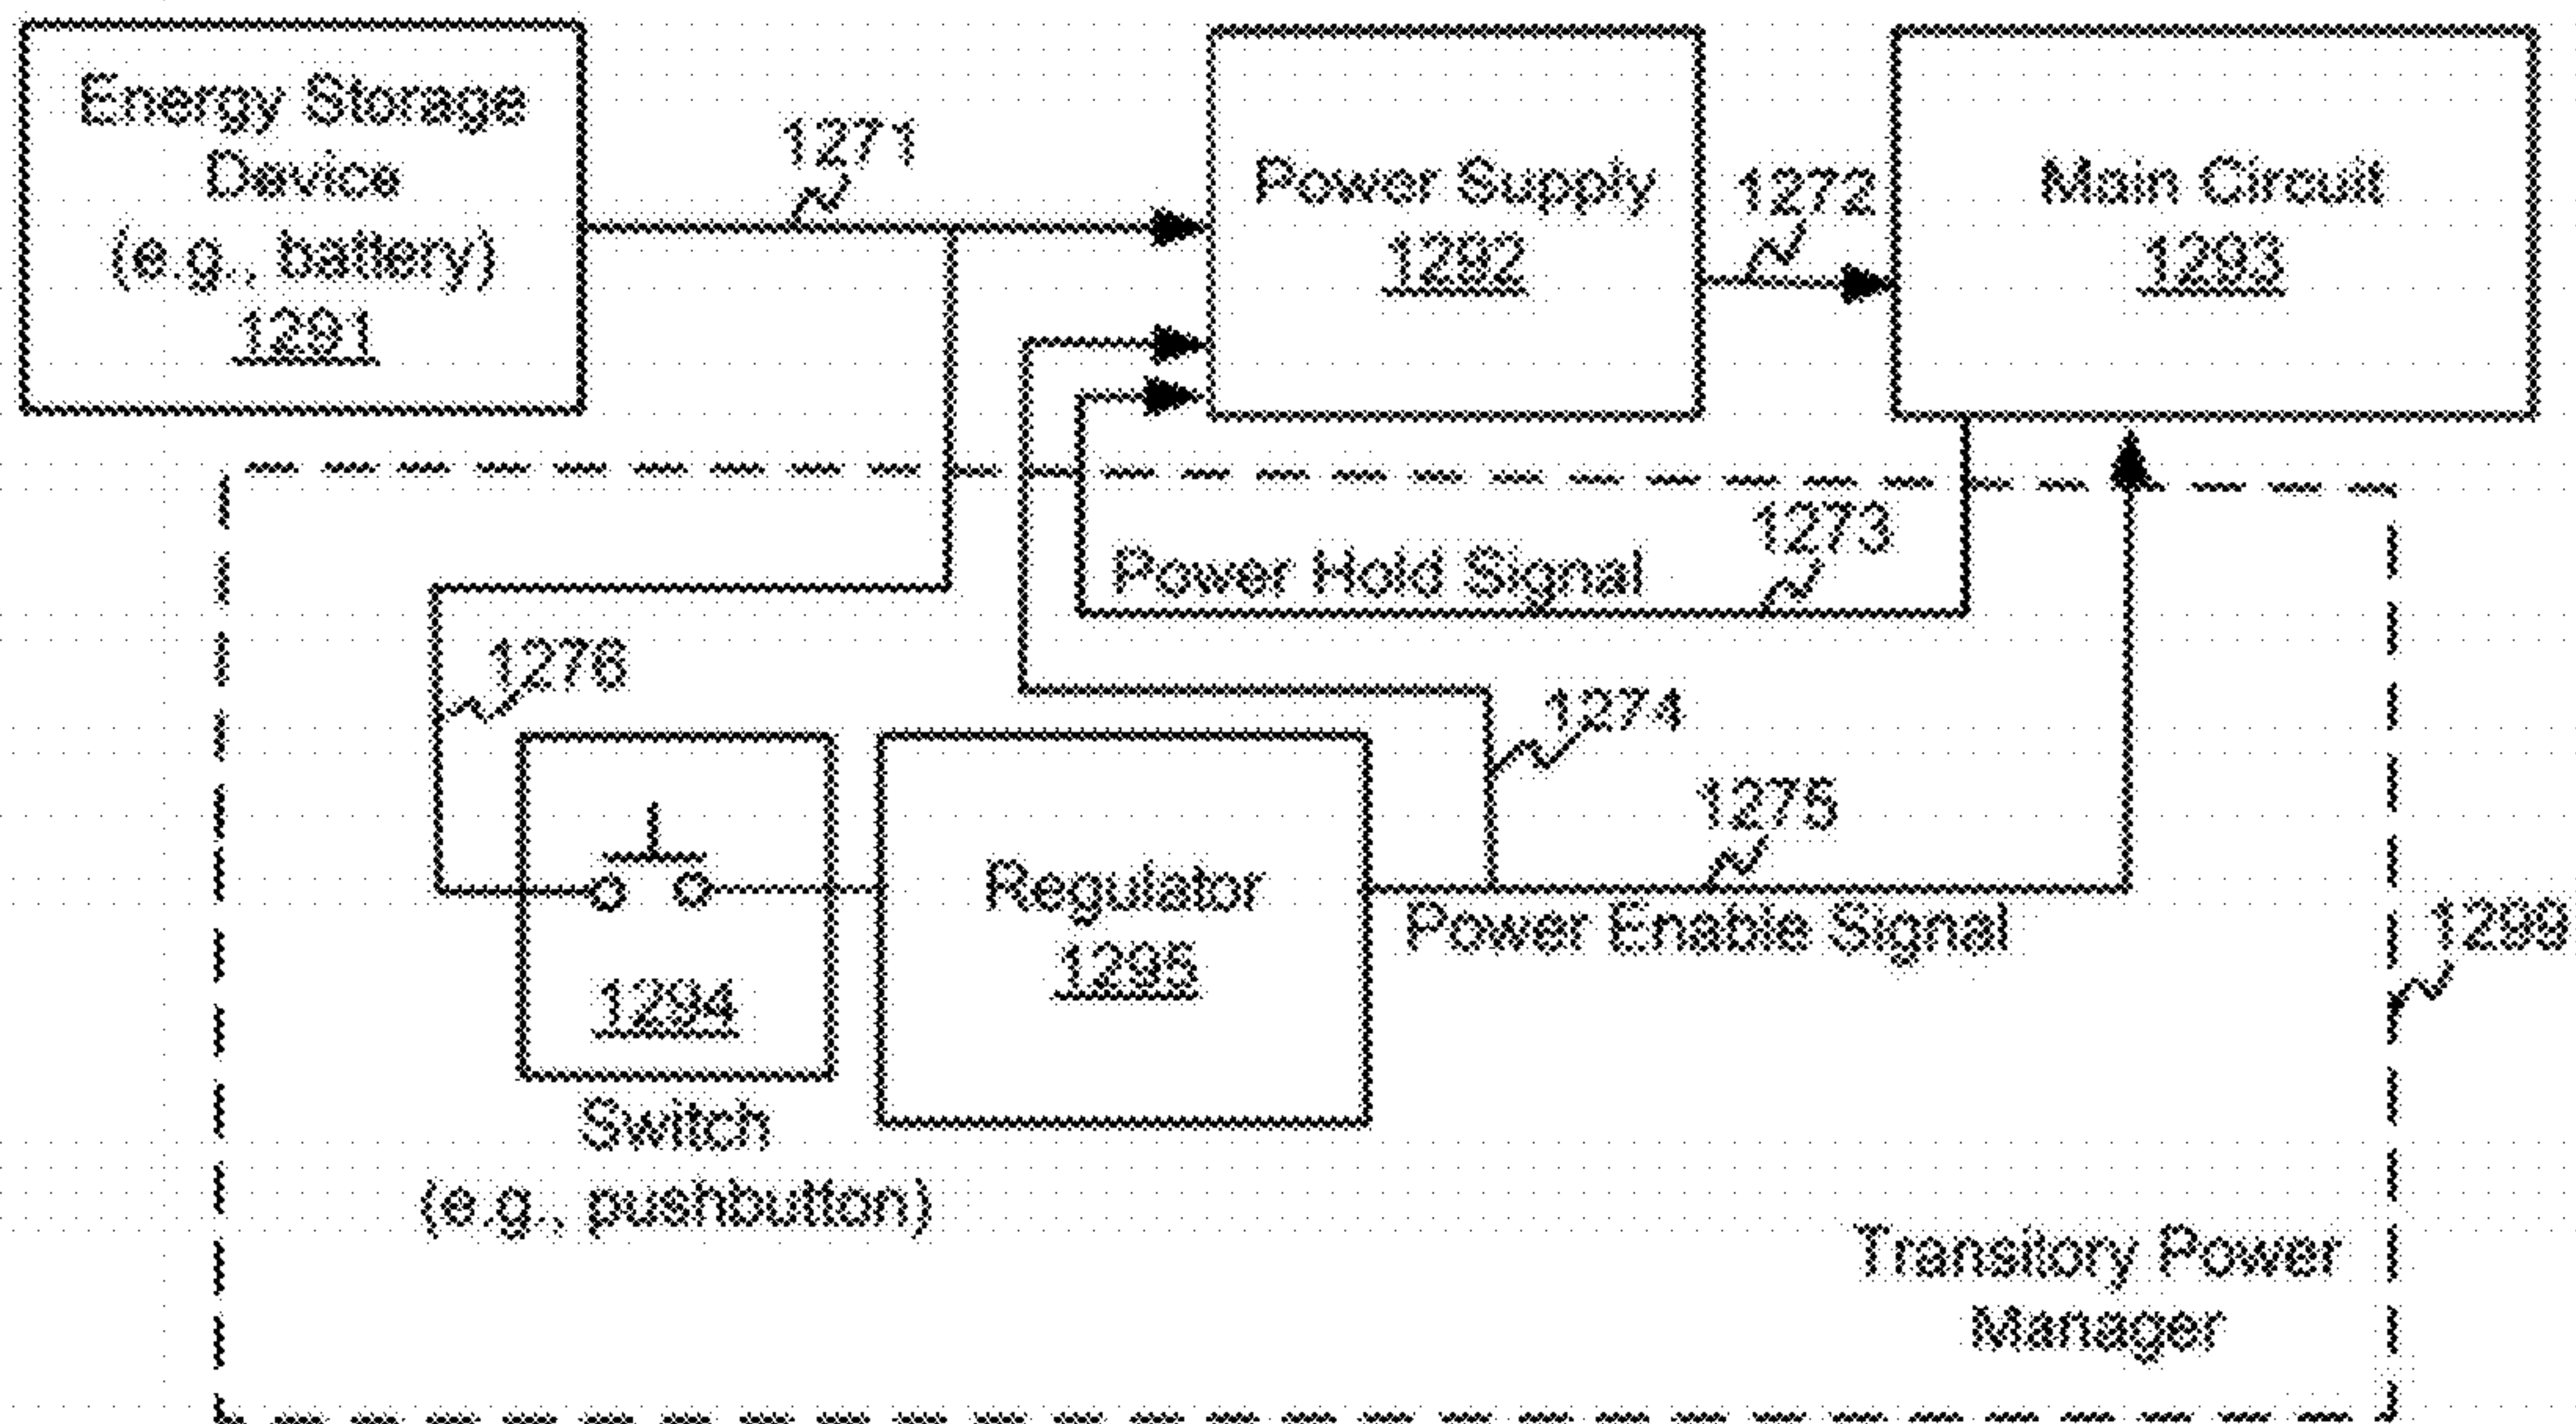 Energy Storage
Device
(e.g., battery)
1291
1271
Power Supply
1292
1272
Main Circuit
1293
1273
Power Hold Signal
1276
1274
1275
Regulator
1295
Power Enable Signal
1299
1294
Switch
(e.g., pushbutton)
Transitory Power
Manager